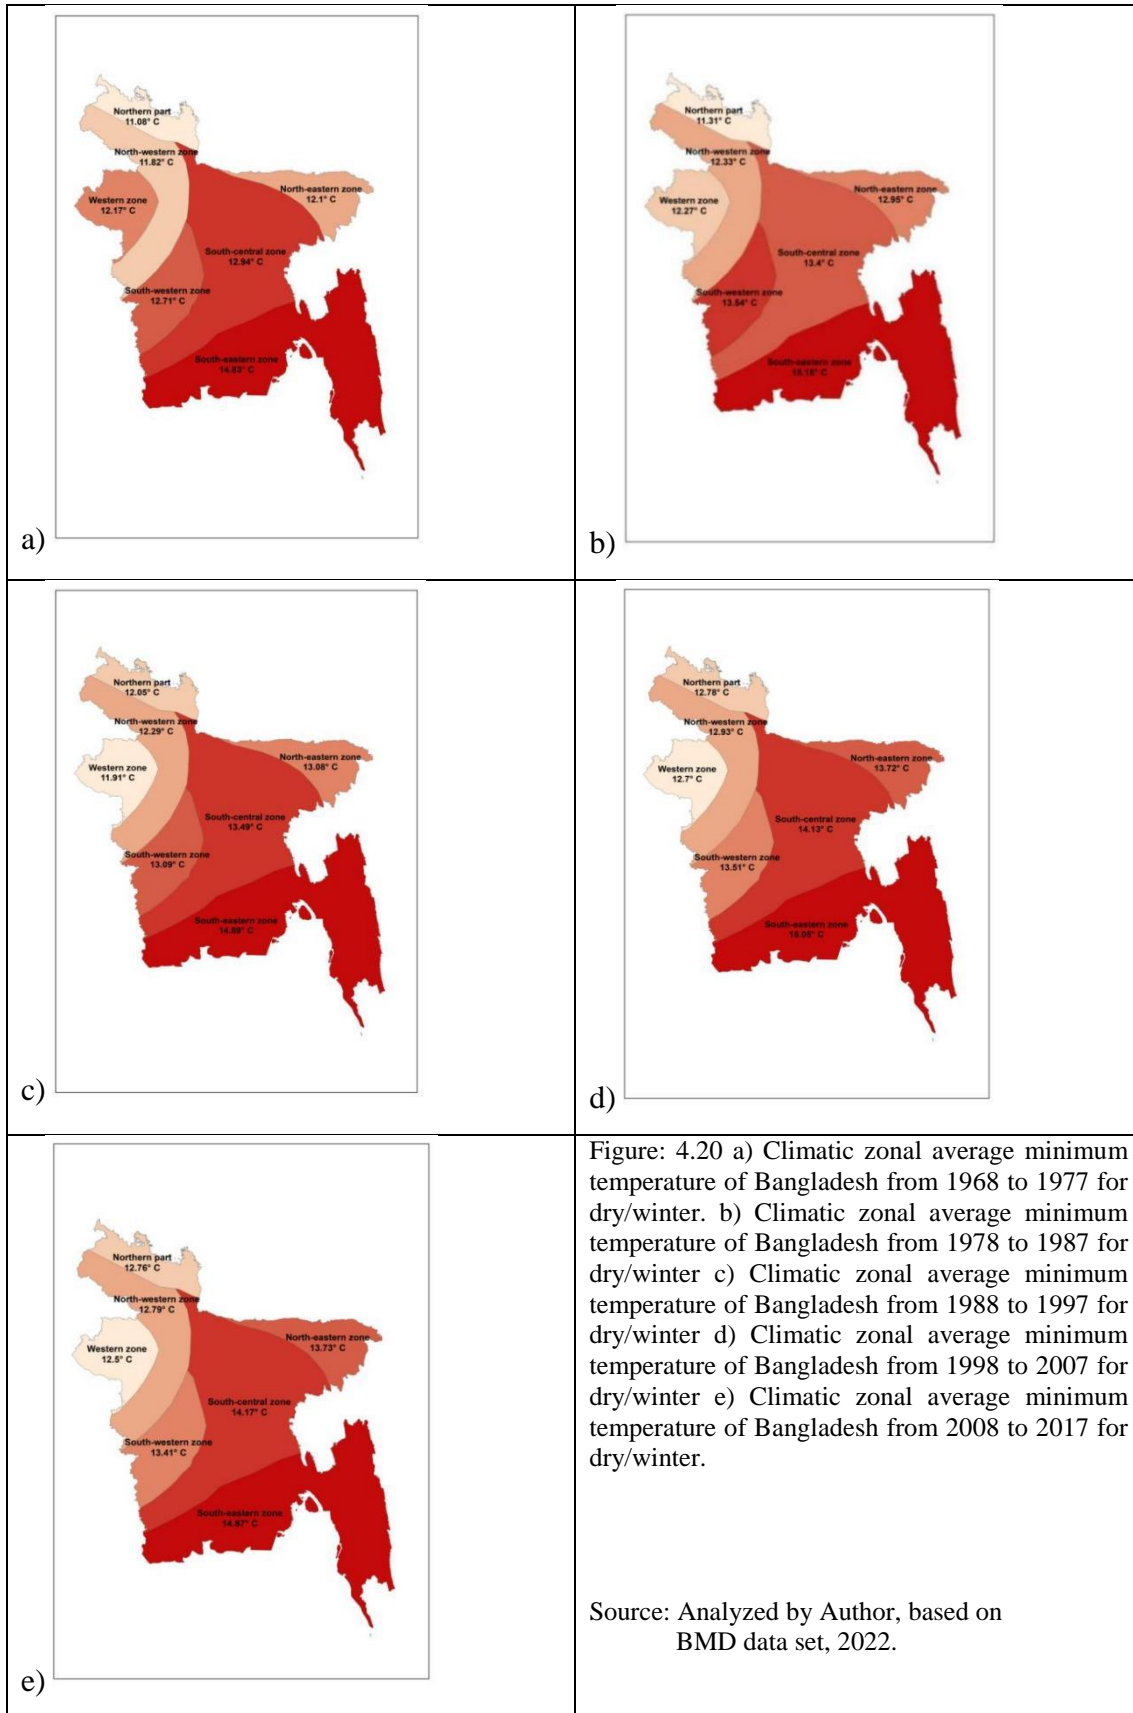 Northern part
11.08° C
North-western zone
11.82° C
Western zone
12.17° C
North-eastern zone
12.1° C
South-central zone
12.94° C
South-western zone
12.71° C
South-eastern zone
14.83° C
a)
Northern part
11.31° C
North-western zone
12.33° C
Western zone
12.27° C
North-eastern zone
12.95° C
South-central zone
13.4° C
South-western zone
13.54° C
South-eastern zone
C
b)
Northern part
12.05° C
North-western zone
12.29° C
Western zone
11.91° C
North-eastern zone
13.08° C
South-central zone
13.49° C
South-western zone
13.09° C
South-eastern zone
14.89° C
c)
Northern part
12.78° C
North-western zone
12.93° C
Western zone
12.7° C
North-eastern zone
13.72° C
South-central zone
14.13° C
South-western zone
13.51° C
South-eastern zone
C
d)
Northern part
12.76° C
North-western zone
12.79° C
Western zone
12.5° C
North-eastern zone
13.73° C
South-central zone
14.17° C
South-western zone
13.41° C
South-eastern zone
14.87° C
e)
Figure: 4.20 a) Climatic zonal average minimum
temperature of Bangladesh from 1968 to 1977 for
dry/winter. b) Climatic zonal average minimum
temperature of Bangladesh from 1978 to 1987 for
dry/winter c) Climatic zonal average minimum
temperature of Bangladesh from 1988 to 1997 for
dry/winter d) Climatic zonal average minimum
temperature of Bangladesh from 1998 to 2007 for
dry/winter e) Climatic zonal average minimum
temperature of Bangladesh from 2008 to 2017 for
dry/winter.
Source: Analyzed by Author, based on
BMD data set, 2022.